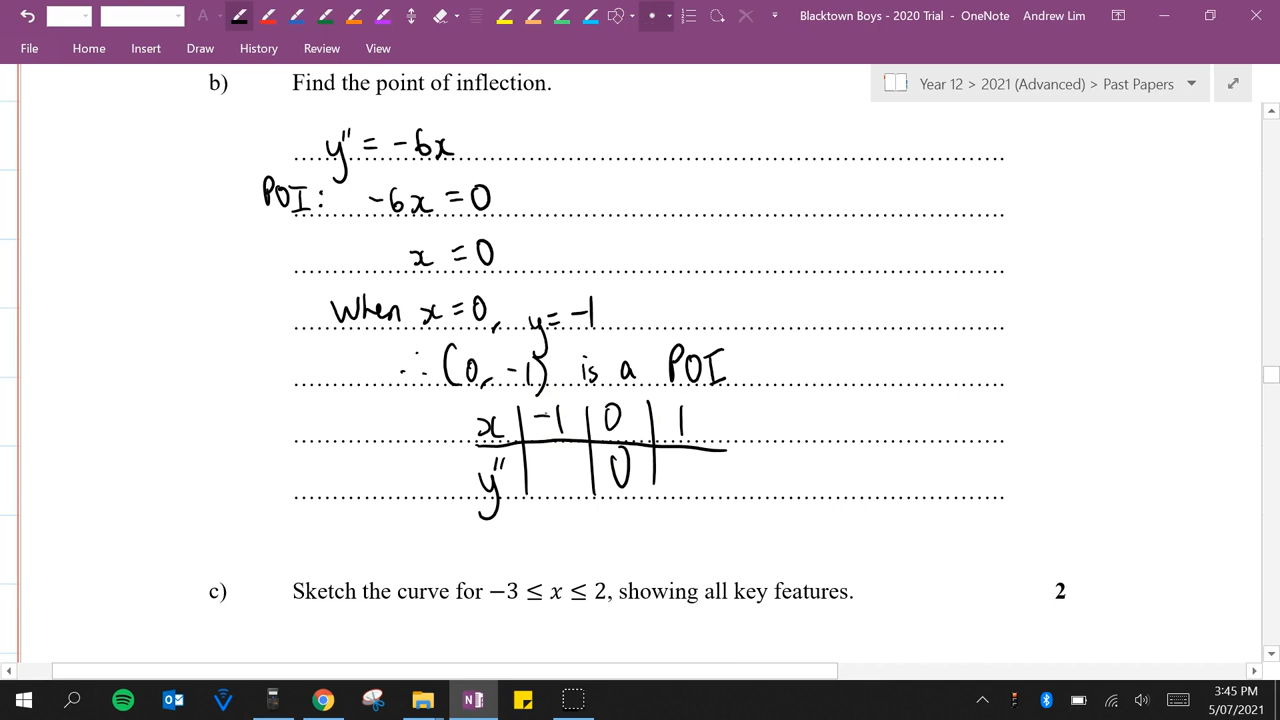 Blacktown Boys - 2020 Trial - OneNote
Andrew Lim
File Home Insert Draw History Review View
Year 12 > 2021 (Advanced) > Past Papers
b) Find the point of inflection.
y'' = -6x
POI: -6x = 0
x = 0
When x = 0, y = -1
∴ (0, -1) is a POI
x | -1 | 0 | 1
y'' | | 0 |
c) Sketch the curve for −3 ≤ x ≤ 2, showing all key features. 2
3:45 PM
5/07/2021